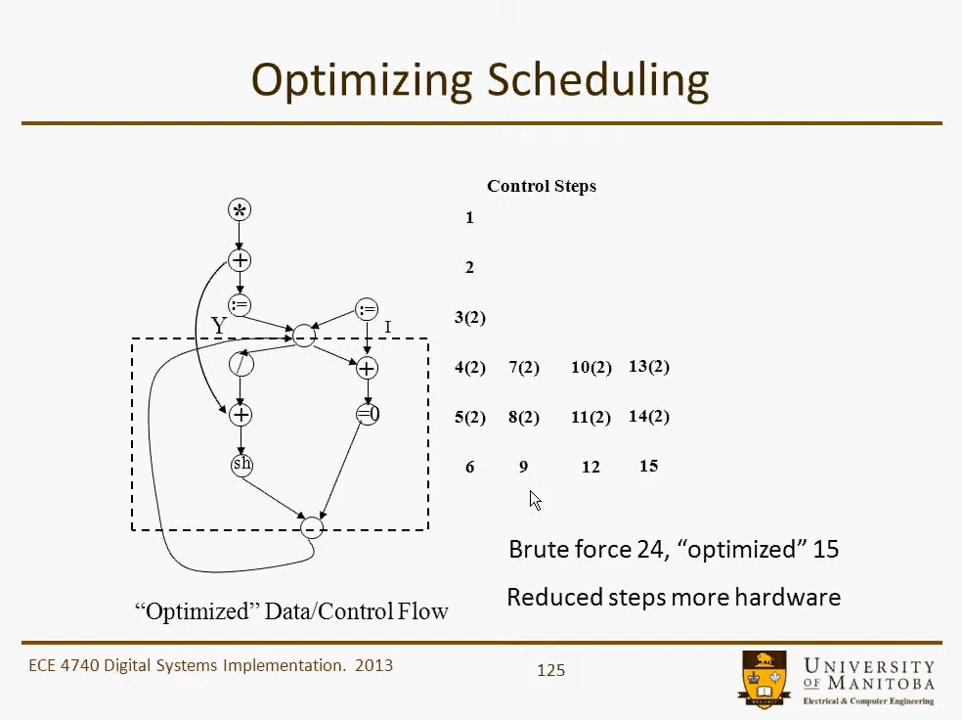 Optimizing Scheduling
Control Steps
*
1
+
2
:=
:=
Y
I
3(2)
/
+
4(2) 7(2) 10(2) 13(2)
+
=0
5(2) 8(2) 11(2) 14(2)
sh
6 9 12 15
Brute force 24, “optimized” 15
Reduced steps more hardware
“Optimized” Data/Control Flow
ECE 4740 Digital Systems Implementation. 2013
125
UNIVERSITY
OF MANITOBA
Electrical & Computer Engineering